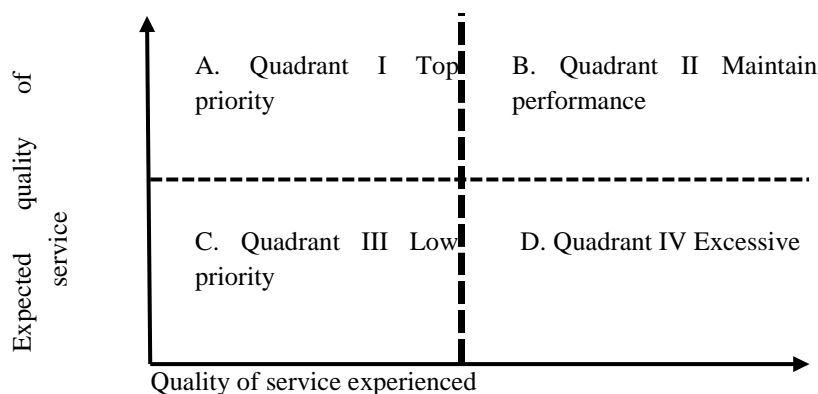 Expected quality of
service
A. Quadrant I Top
priority
B. Quadrant II Maintain
performance
C. Quadrant III Low
priority
D. Quadrant IV Excessive
Quality of service experienced